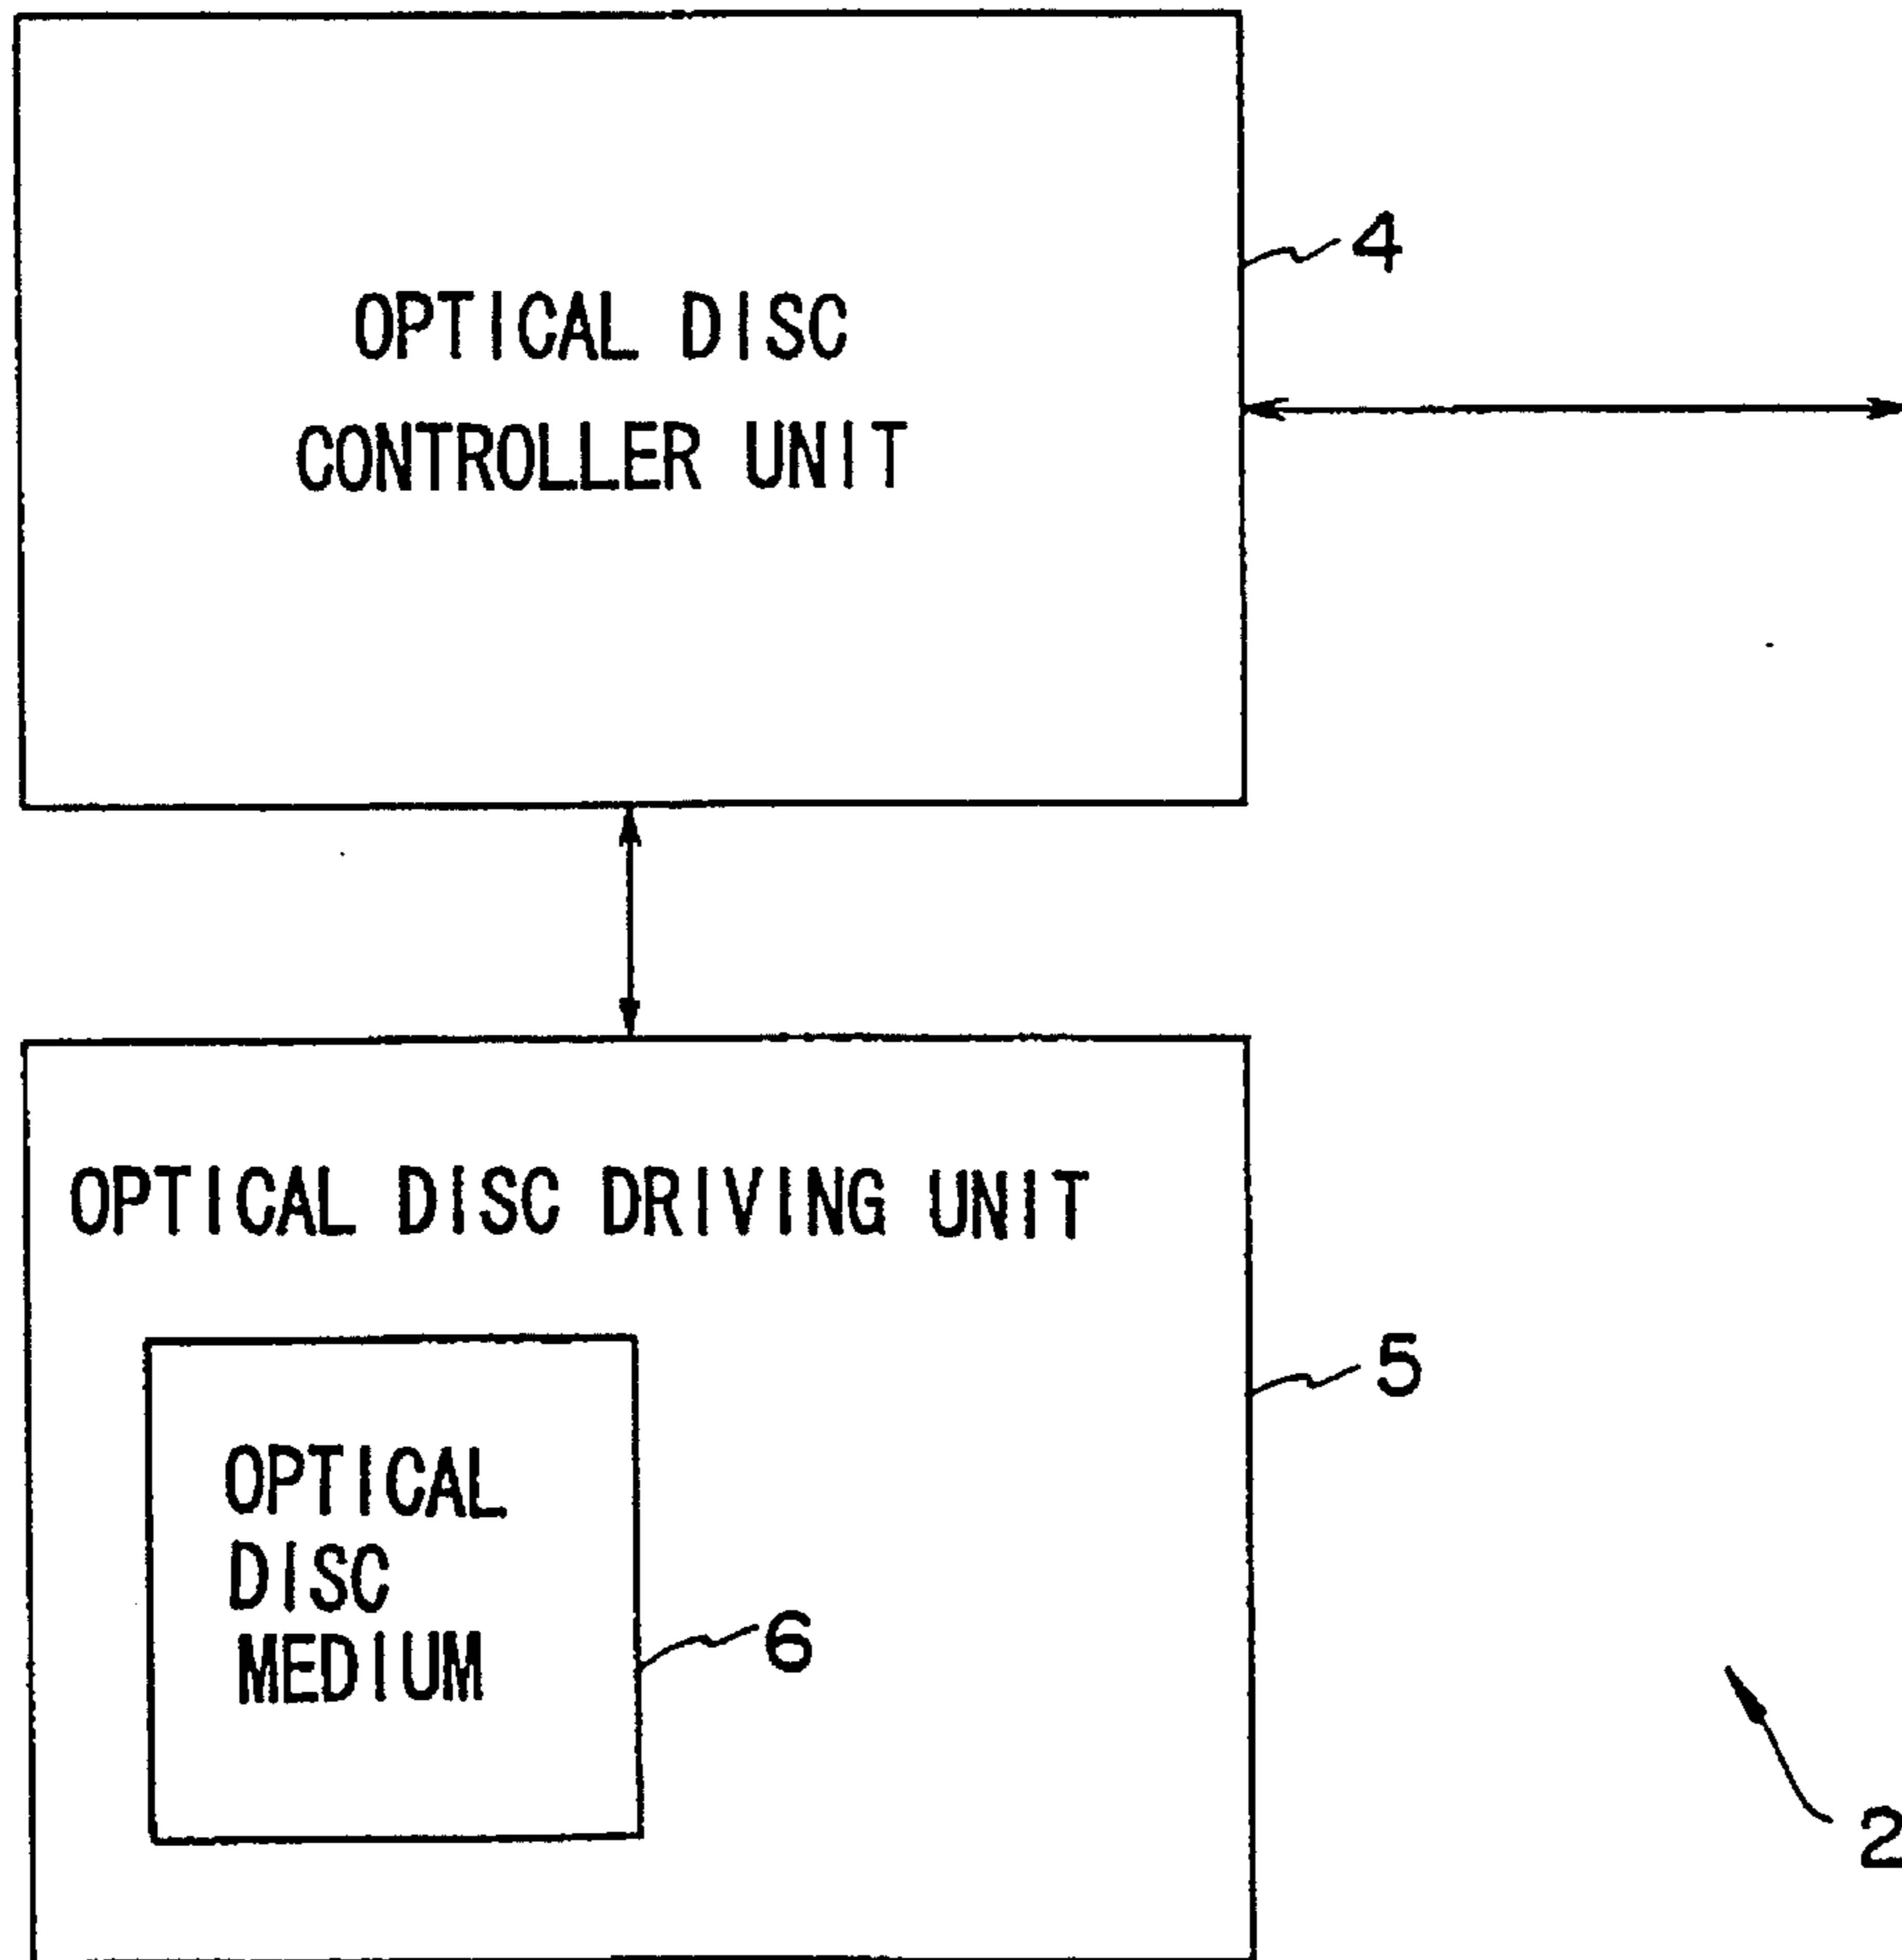 4
OPTICAL DISC
CONTROLLER UNIT
OPTICAL DISC DRIVING UNIT
5
OPTICAL
DISC
MEDIUM
6
2